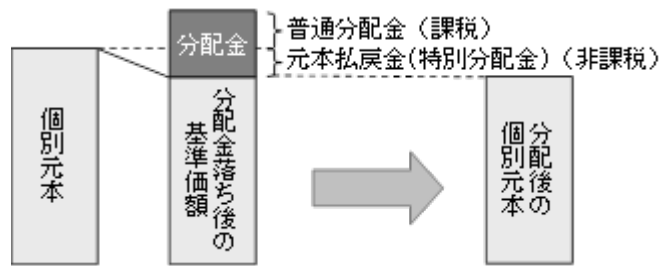 分配金
普通分配金（課税）
元本払戻金(特別分配金)（非課税）
個別元本
分配金落ち後の
基準価額
分配後の
個別元本